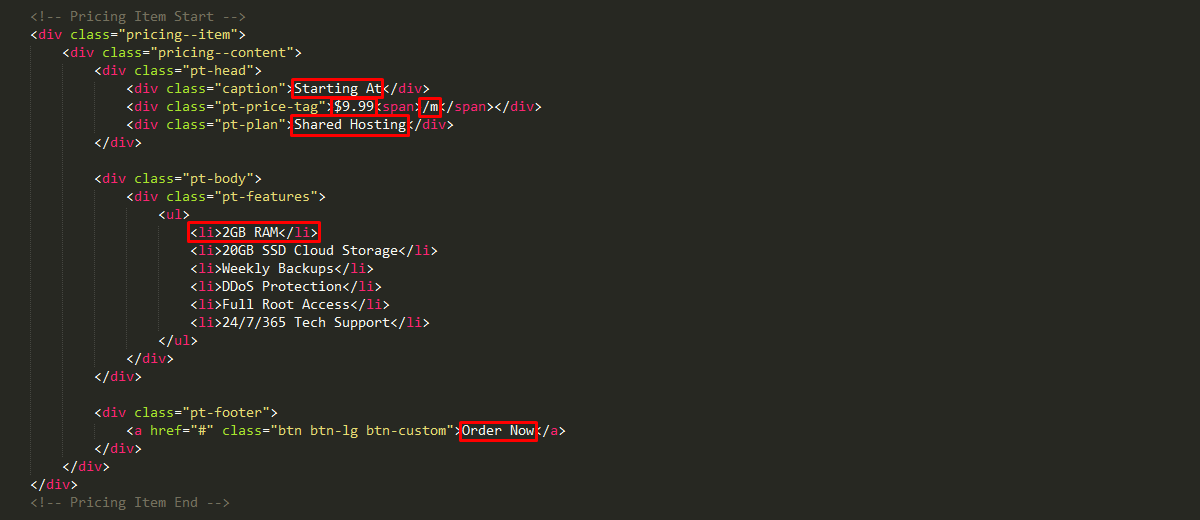 <!-- Pricing Item Start -->
<div class="pricing--item">
    <div class="pricing--content">
        <div class="pt-head">
            <div class="caption">Starting At</div>
            <div class="pt-price-tag">$9.99<span>/m</span></div>
            <div class="pt-plan">Shared Hosting</div>
        </div>

        <div class="pt-body">
            <div class="pt-features">
                <ul>
                    <li>2GB RAM</li>
                    <li>20GB SSD Cloud Storage</li>
                    <li>Weekly Backups</li>
                    <li>DDoS Protection</li>
                    <li>Full Root Access</li>
                    <li>24/7/365 Tech Support</li>
                </ul>
            </div>
        </div>

        <div class="pt-footer">
            <a href="#" class="btn btn-lg btn-custom">Order Now</a>
        </div>
    </div>
</div>
<!-- Pricing Item End -->